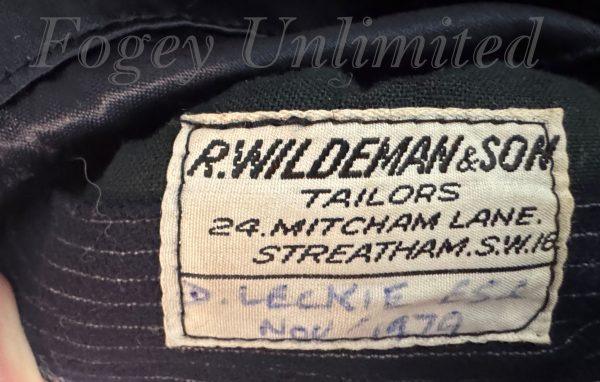 Fogey Unlimited
R.WILDEMAN & SON
TAILORS
24.MITCHAM LANE.
STREATHAM.S.W.16
D. LECKIE ESQ
NOV 1979